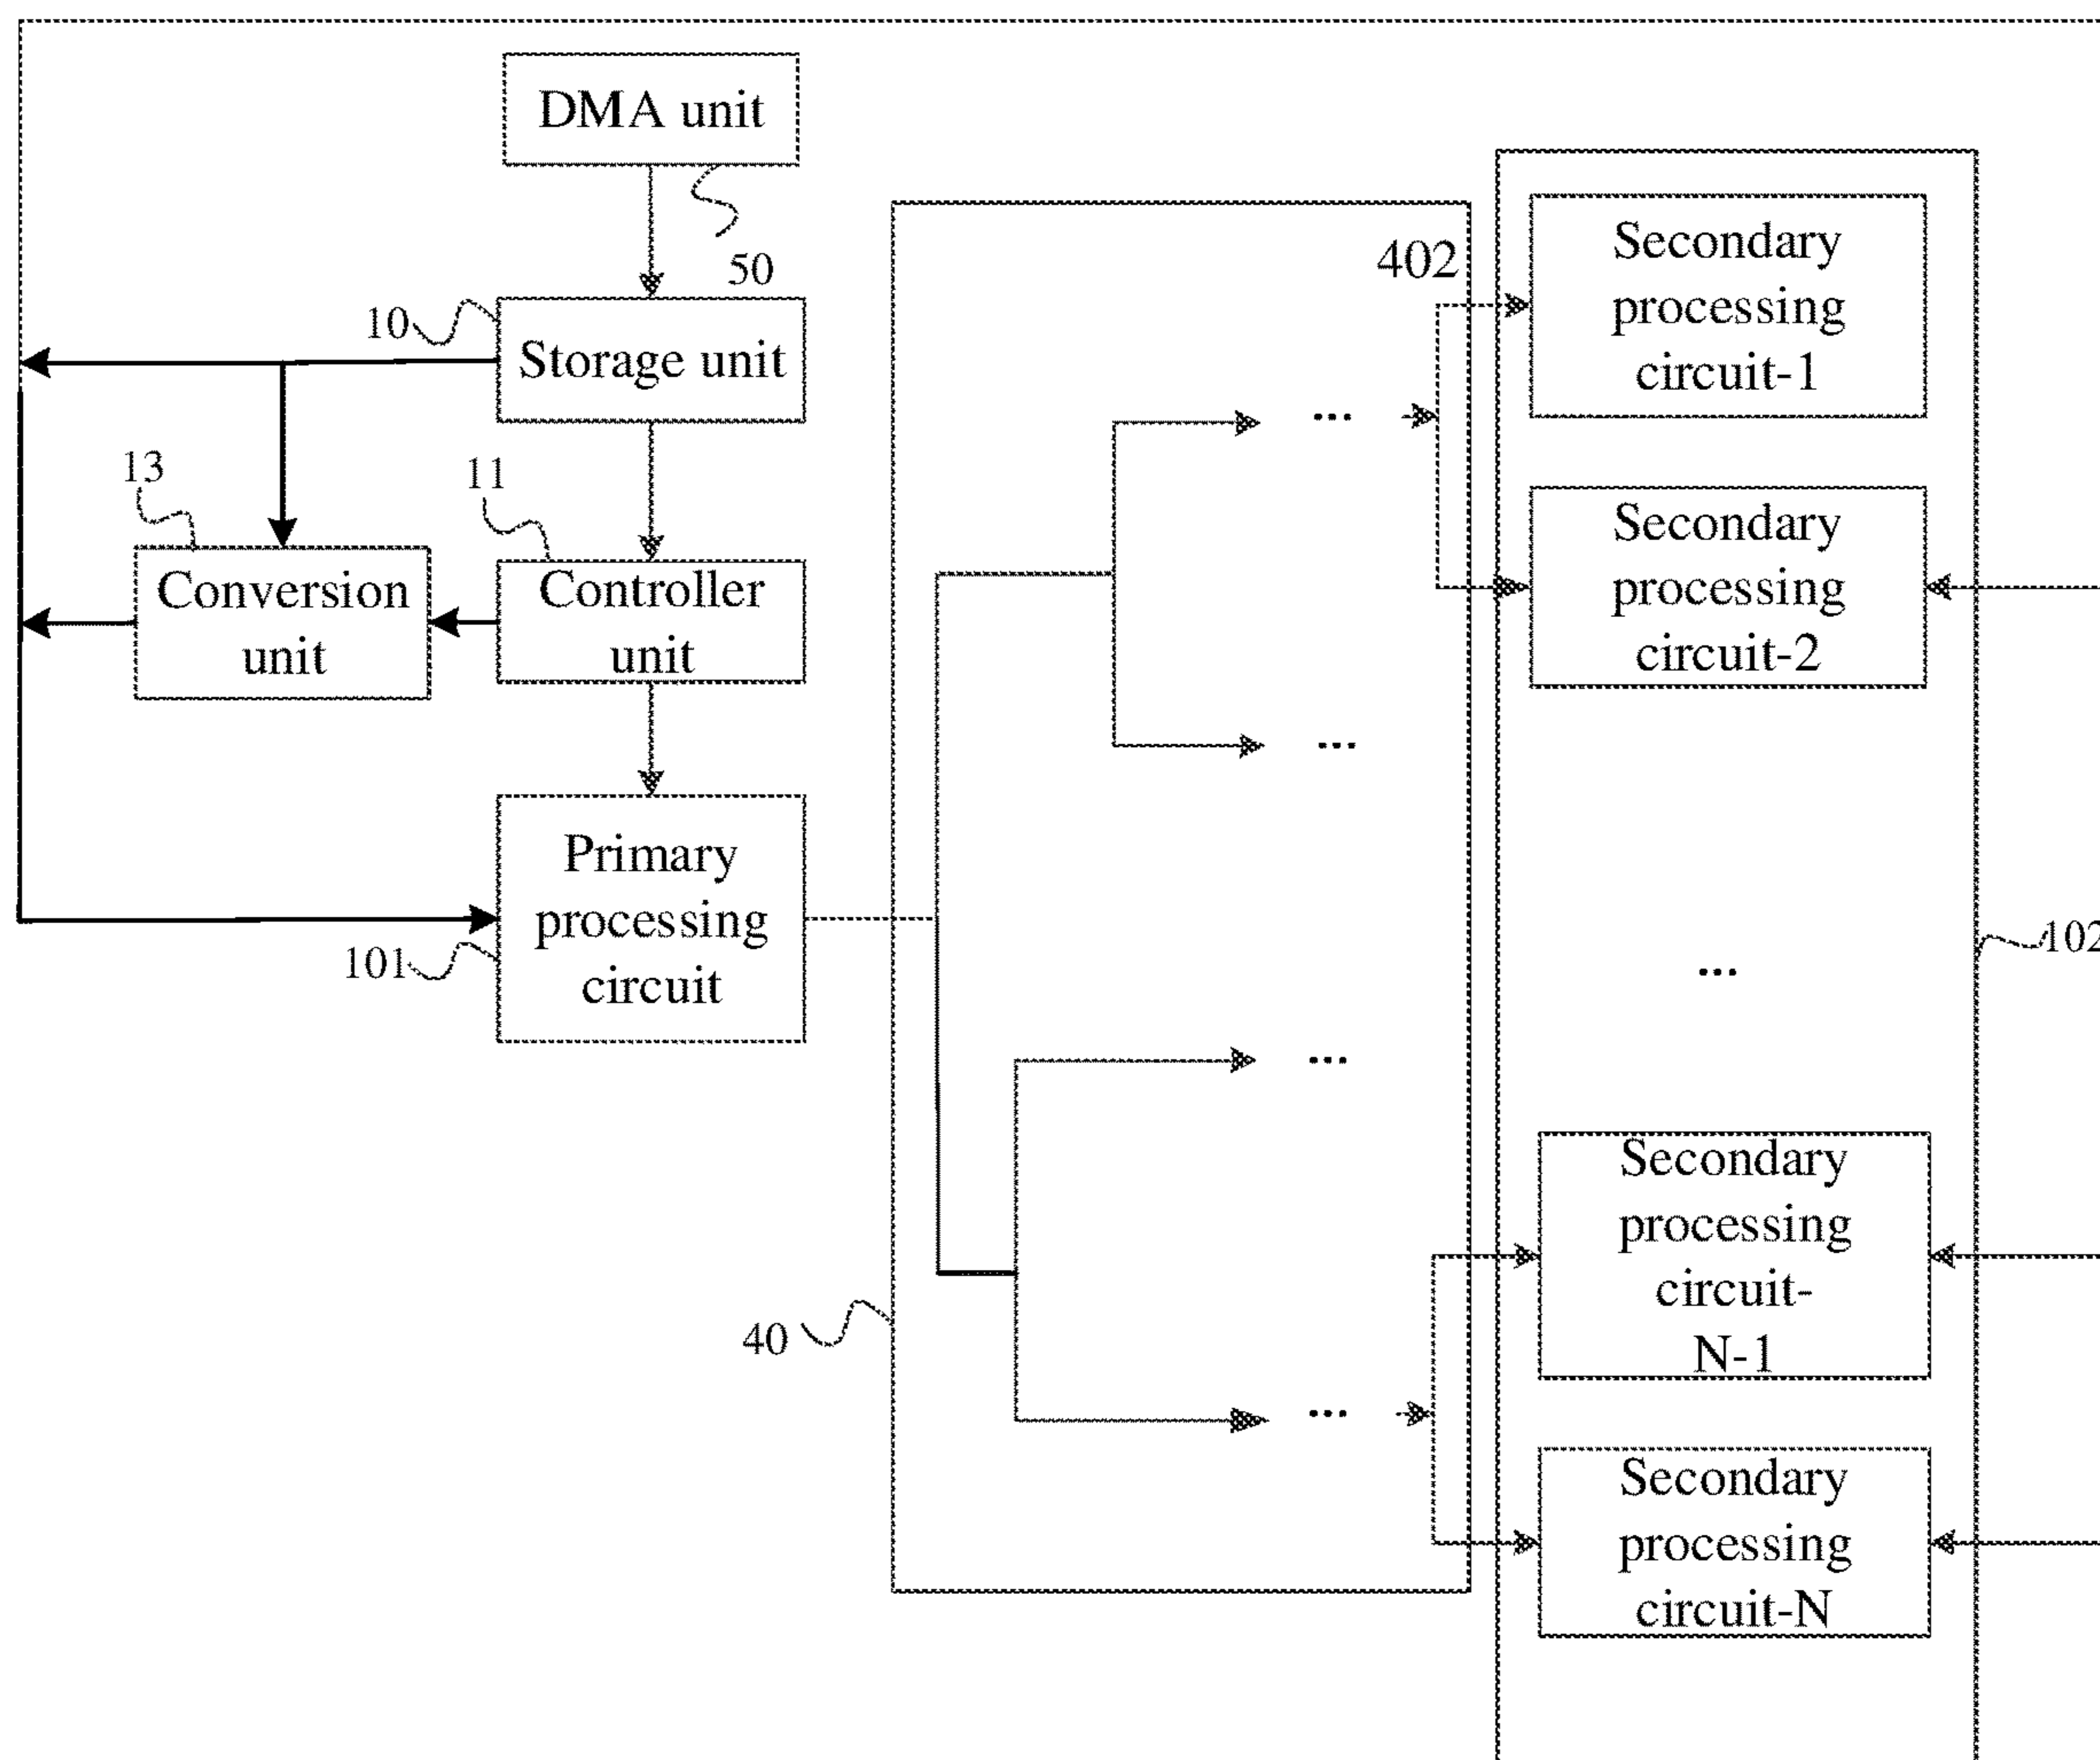 DMA unit
50
10
Storage unit
13
11
Conversion
unit
Controller
unit
Primary
processing
circuit
101
40
402
...
...
...
...
Secondary
processing
circuit-1
Secondary
processing
circuit-2
...
102
Secondary
processing
circuit-
N-1
Secondary
processing
circuit-N